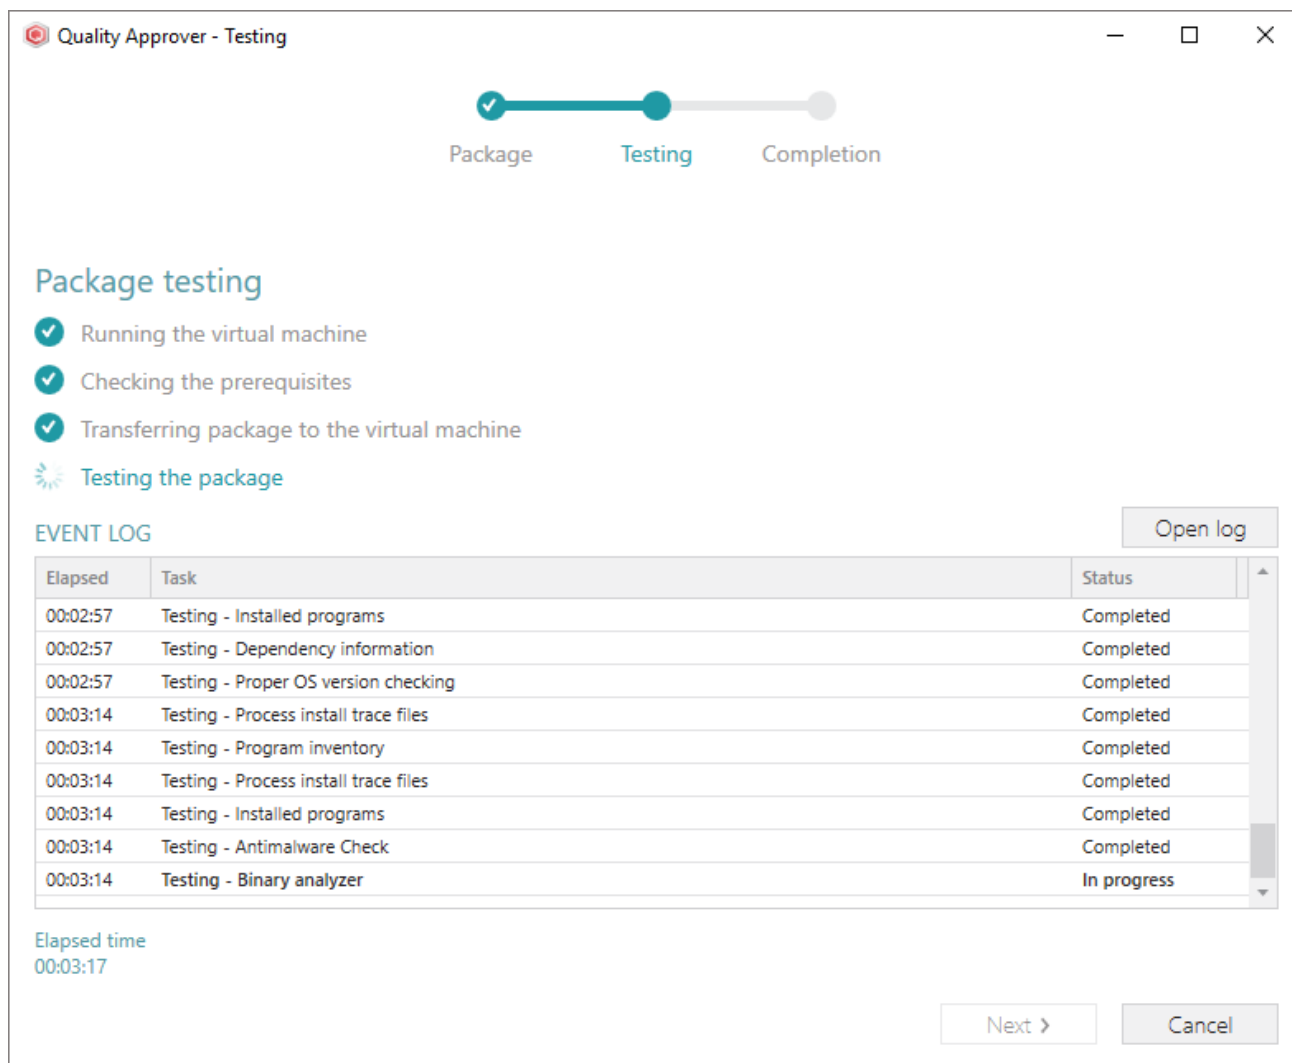 Quality Approver - Testing
Package Testing Completion
Package testing
Running the virtual machine
Checking the prerequisites
Transferring package to the virtual machine
Testing the package
EVENT LOG
Open log
Elapsed Task Status
00:02:57 Testing - Installed programs Completed
00:02:57 Testing - Dependency information Completed
00:02:57 Testing - Proper OS version checking Completed
00:03:14 Testing - Process install trace files Completed
00:03:14 Testing - Program inventory Completed
00:03:14 Testing - Process install trace files Completed
00:03:14 Testing - Installed programs Completed
00:03:14 Testing - Antimalware Check Completed
00:03:14 Testing - Binary analyzer In progress
Elapsed time
00:03:17
Next Cancel